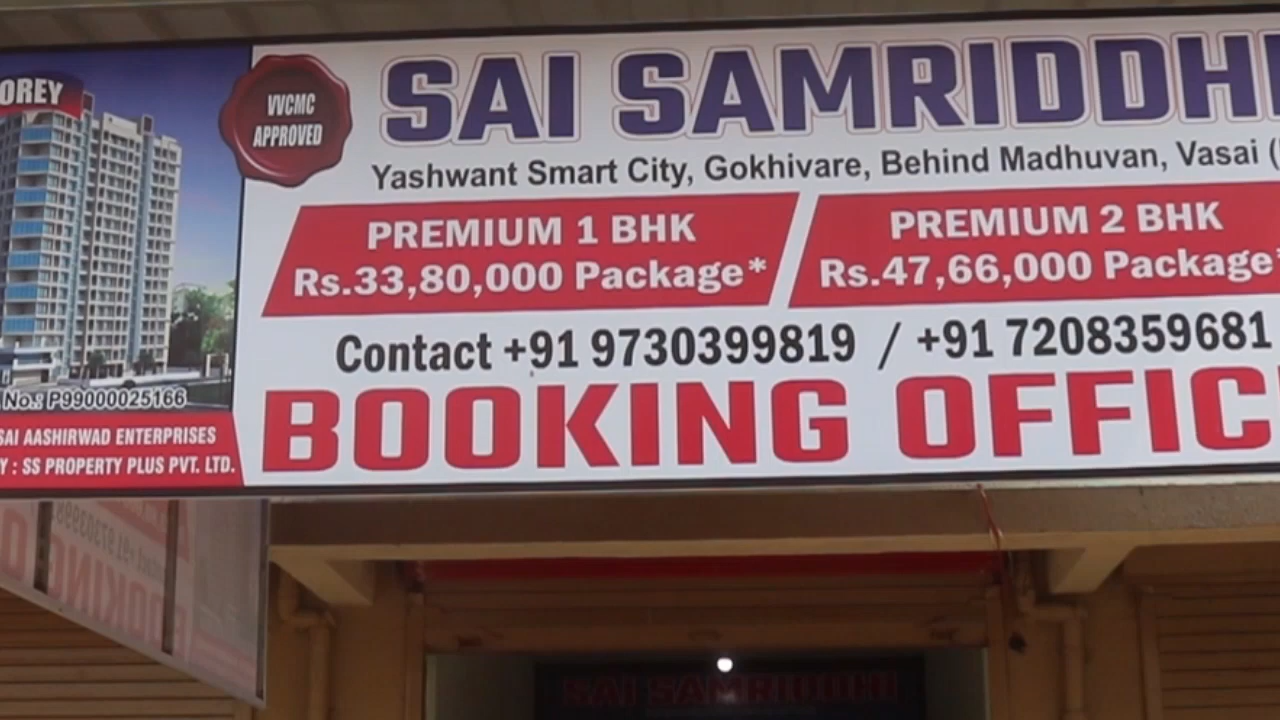 OREY
VVCMC
APPROVED
SAI SAMRIDDHI
Yashwant Smart City, Gokhivare, Behind Madhuvan, Vasai (
PREMIUM 1 BHK
Rs.33,80,000 Package*
PREMIUM 2 BHK
Rs.47,66,000 Package*
Contact +91 9730399819 / +91 7208359681
BOOKING OFFIC
No.: P99000025166
SAI AASHIRWAD ENTERPRISES
Y : SS PROPERTY PLUS PVT. LTD.
SAI SAMRIDDHI